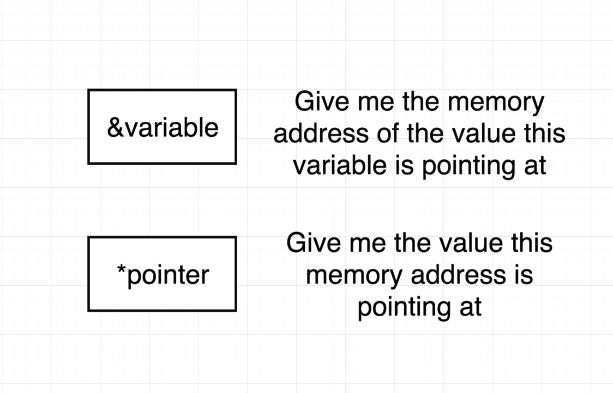 &variable
Give me the memory
address of the value this
variable is pointing at
*pointer
Give me the value this
memory address is
pointing at